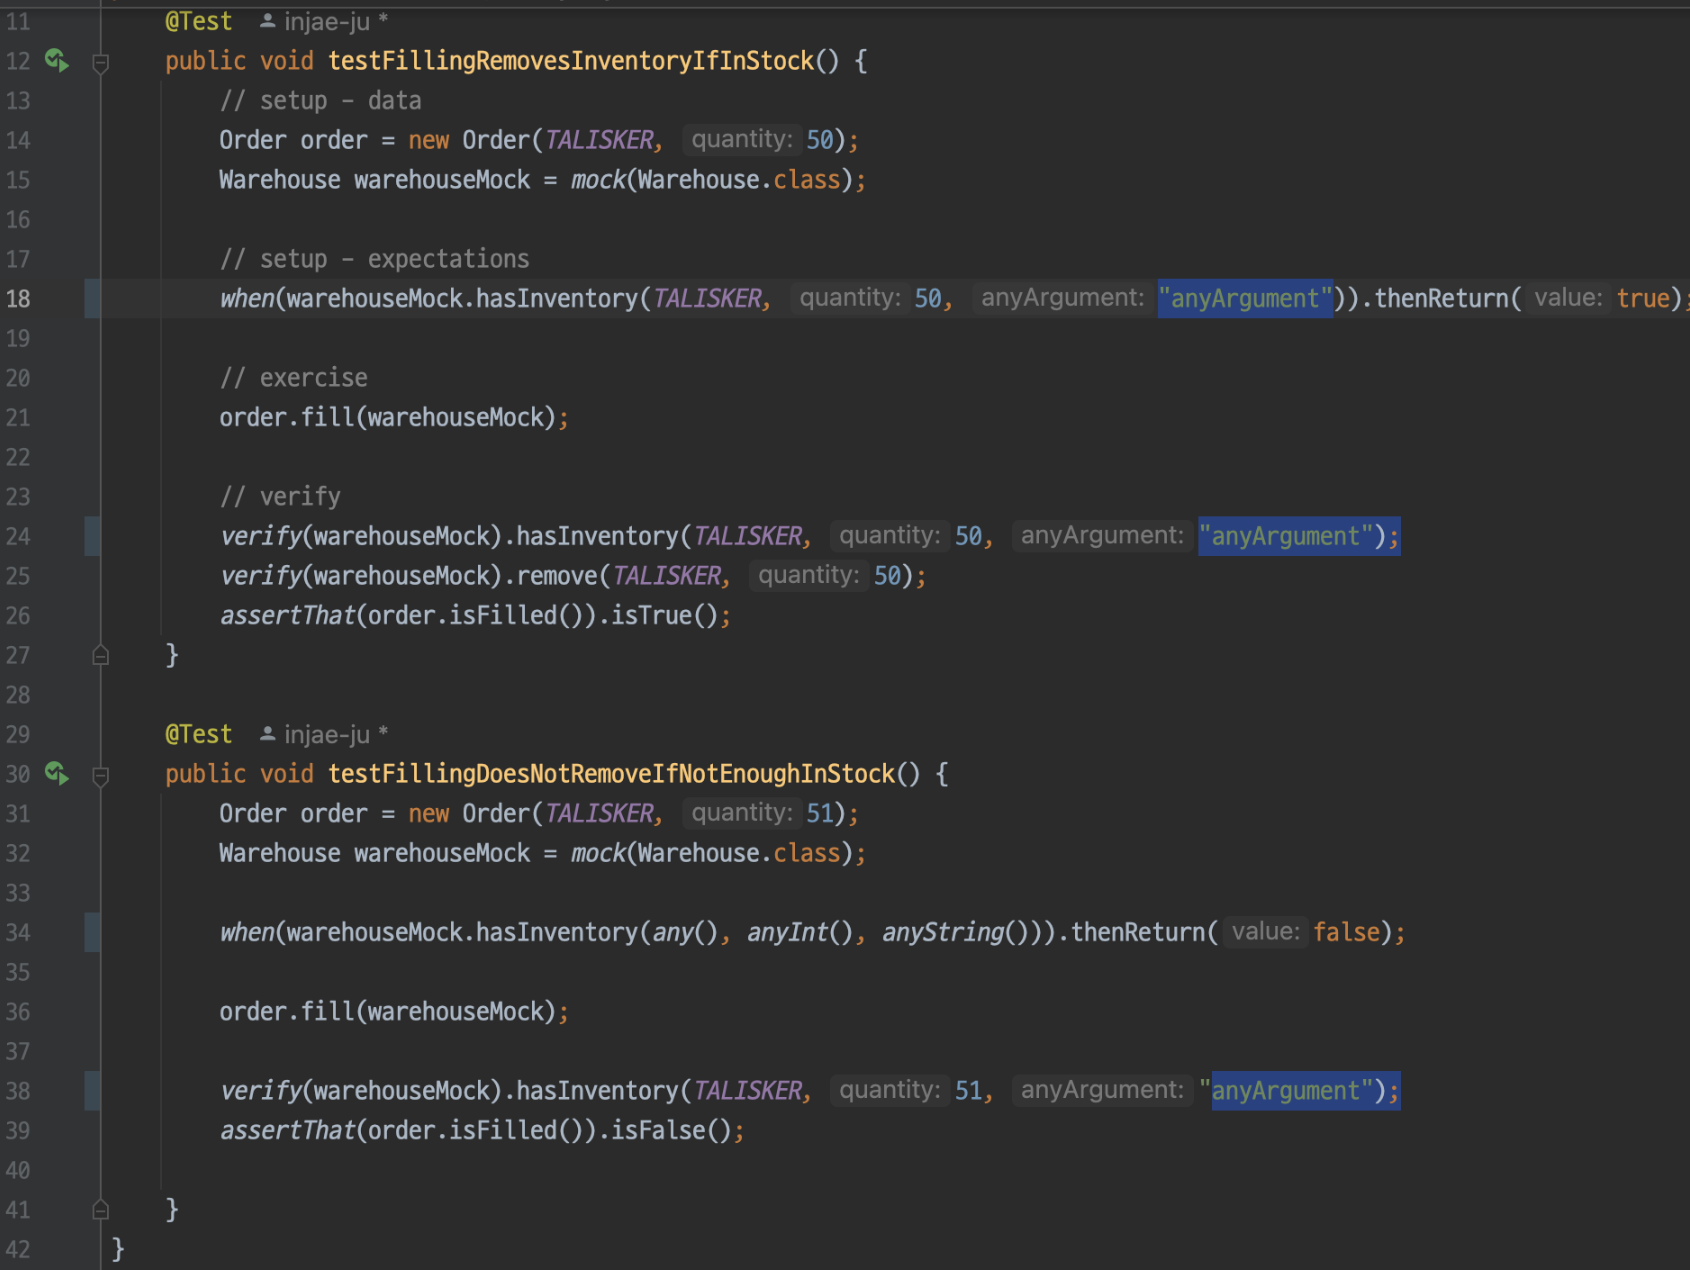 11 @Test injae-ju *
12 public void testFillingRemovesInventoryIfInStock() {
13 // setup - data
14 Order order = new Order(TALISKER, quantity: 50);
15 Warehouse warehouseMock = mock(Warehouse.class);
16
17 // setup - expectations
18 when(warehouseMock.hasInventory(TALISKER, quantity: 50, anyArgument: "anyArgument")).thenReturn( value: true);
19
20 // exercise
21 order.fill(warehouseMock);
22
23 // verify
24 verify(warehouseMock).hasInventory(TALISKER, quantity: 50, anyArgument: "anyArgument");
25 verify(warehouseMock).remove(TALISKER, quantity: 50);
26 assertThat(order.isFilled()).isTrue();
27 }
28
29 @Test injae-ju *
30 public void testFillingDoesNotRemoveIfNotEnoughInStock() {
31 Order order = new Order(TALISKER, quantity: 51);
32 Warehouse warehouseMock = mock(Warehouse.class);
33
34 when(warehouseMock.hasInventory(any(), anyInt(), anyString())).thenReturn( value: false);
35
36 order.fill(warehouseMock);
37
38 verify(warehouseMock).hasInventory(TALISKER, quantity: 51, anyArgument: "anyArgument");
39 assertThat(order.isFilled()).isFalse();
40
41 }
42 }